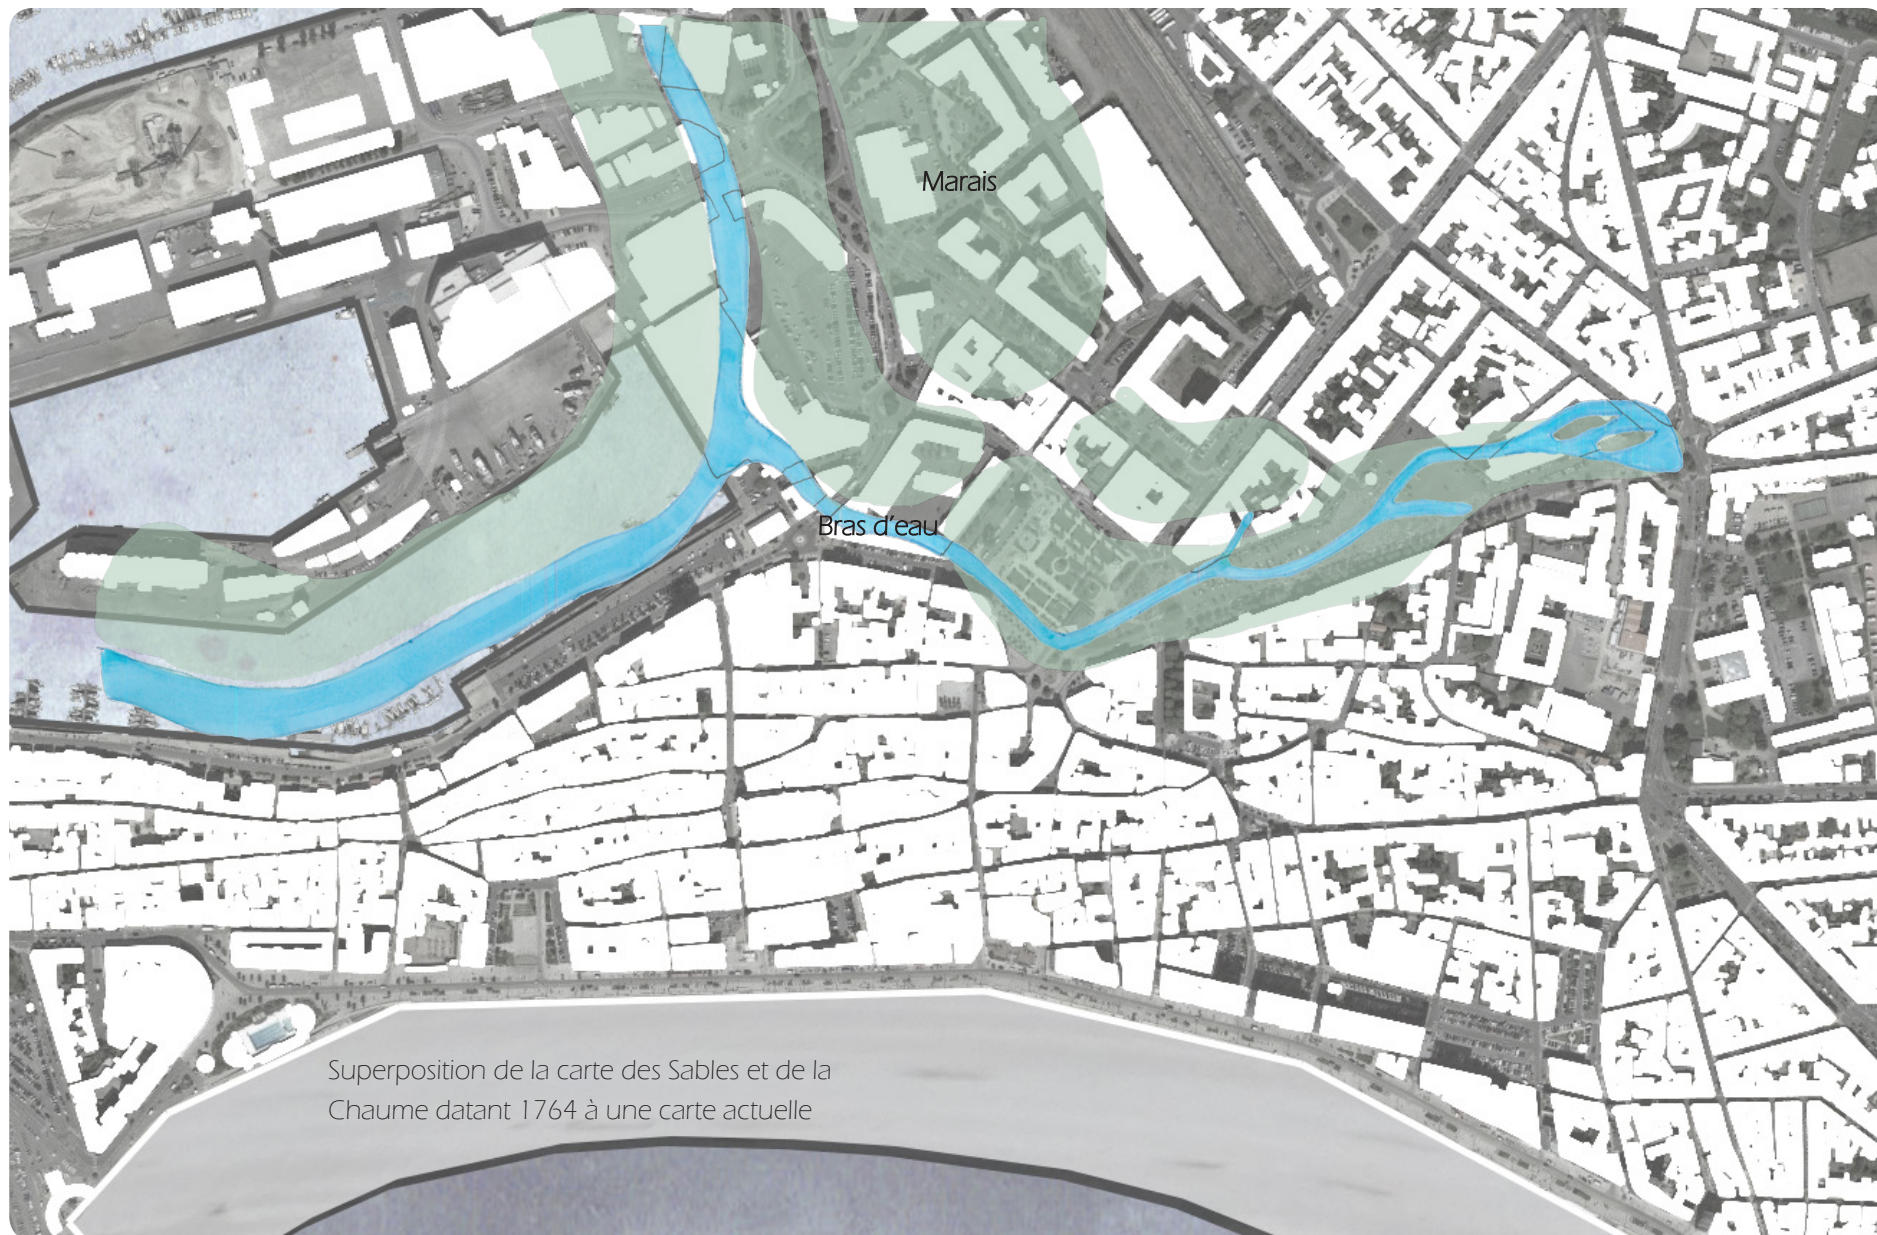 Marais
Bras d'eau
Superposition de la carte des Sables et de la
Chaume datant 1764 à une carte actuelle